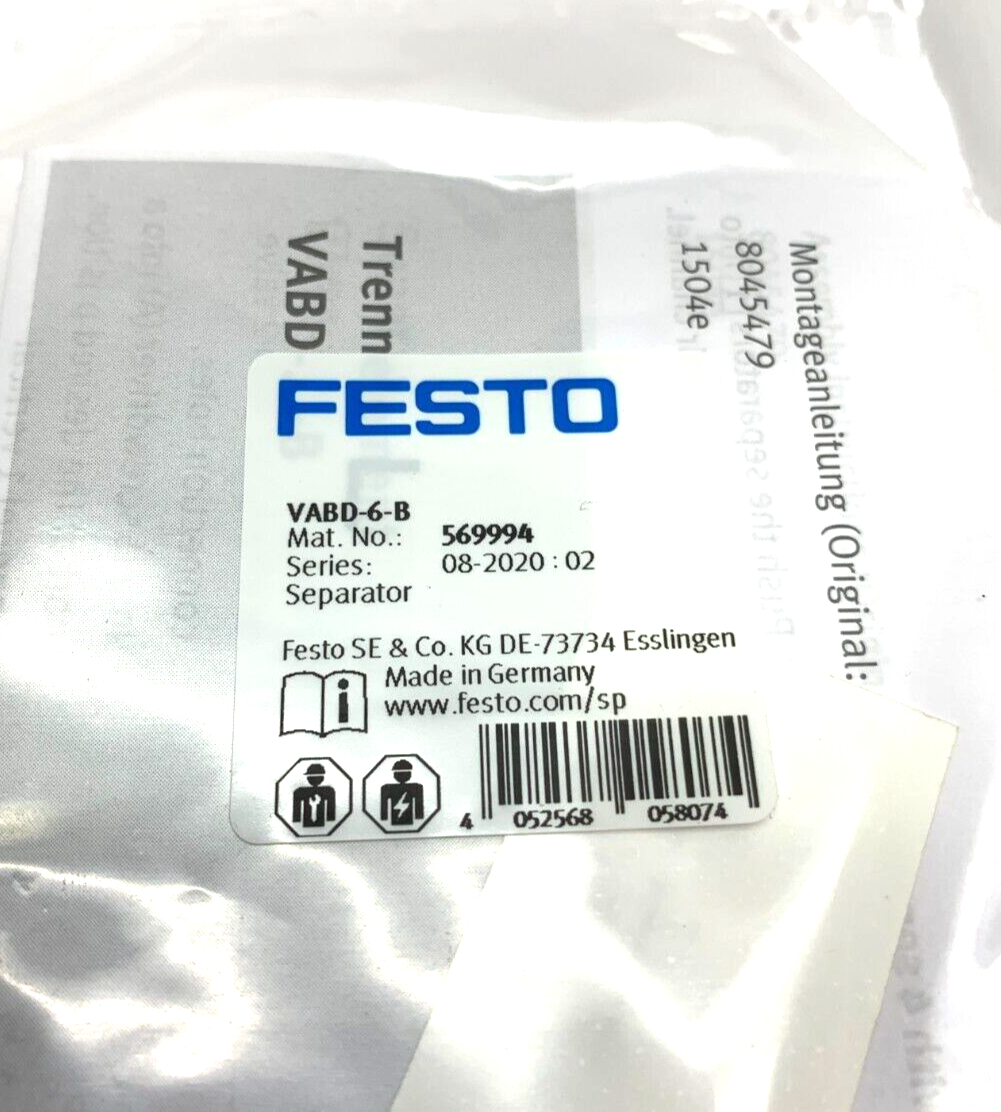 Montageanleitung (Original:
8045479
1504e
Trenn
VABD
FESTO
VABD-6-B
Mat. No.: 569994
Series: 08-2020 : 02
Separator
Festo SE & Co. KG DE-73734 Esslingen
Made in Germany
www.festo.com/sp
4 052568 058074